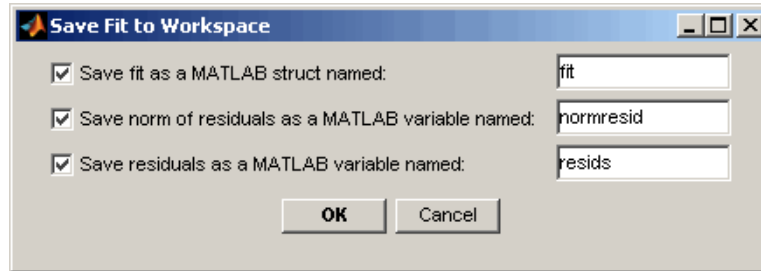 Save Fit to Workspace
Save fit as a MATLAB struct named: fit
Save norm of residuals as a MATLAB variable named: normresid
Save residuals as a MATLAB variable named: resids
OK Cancel